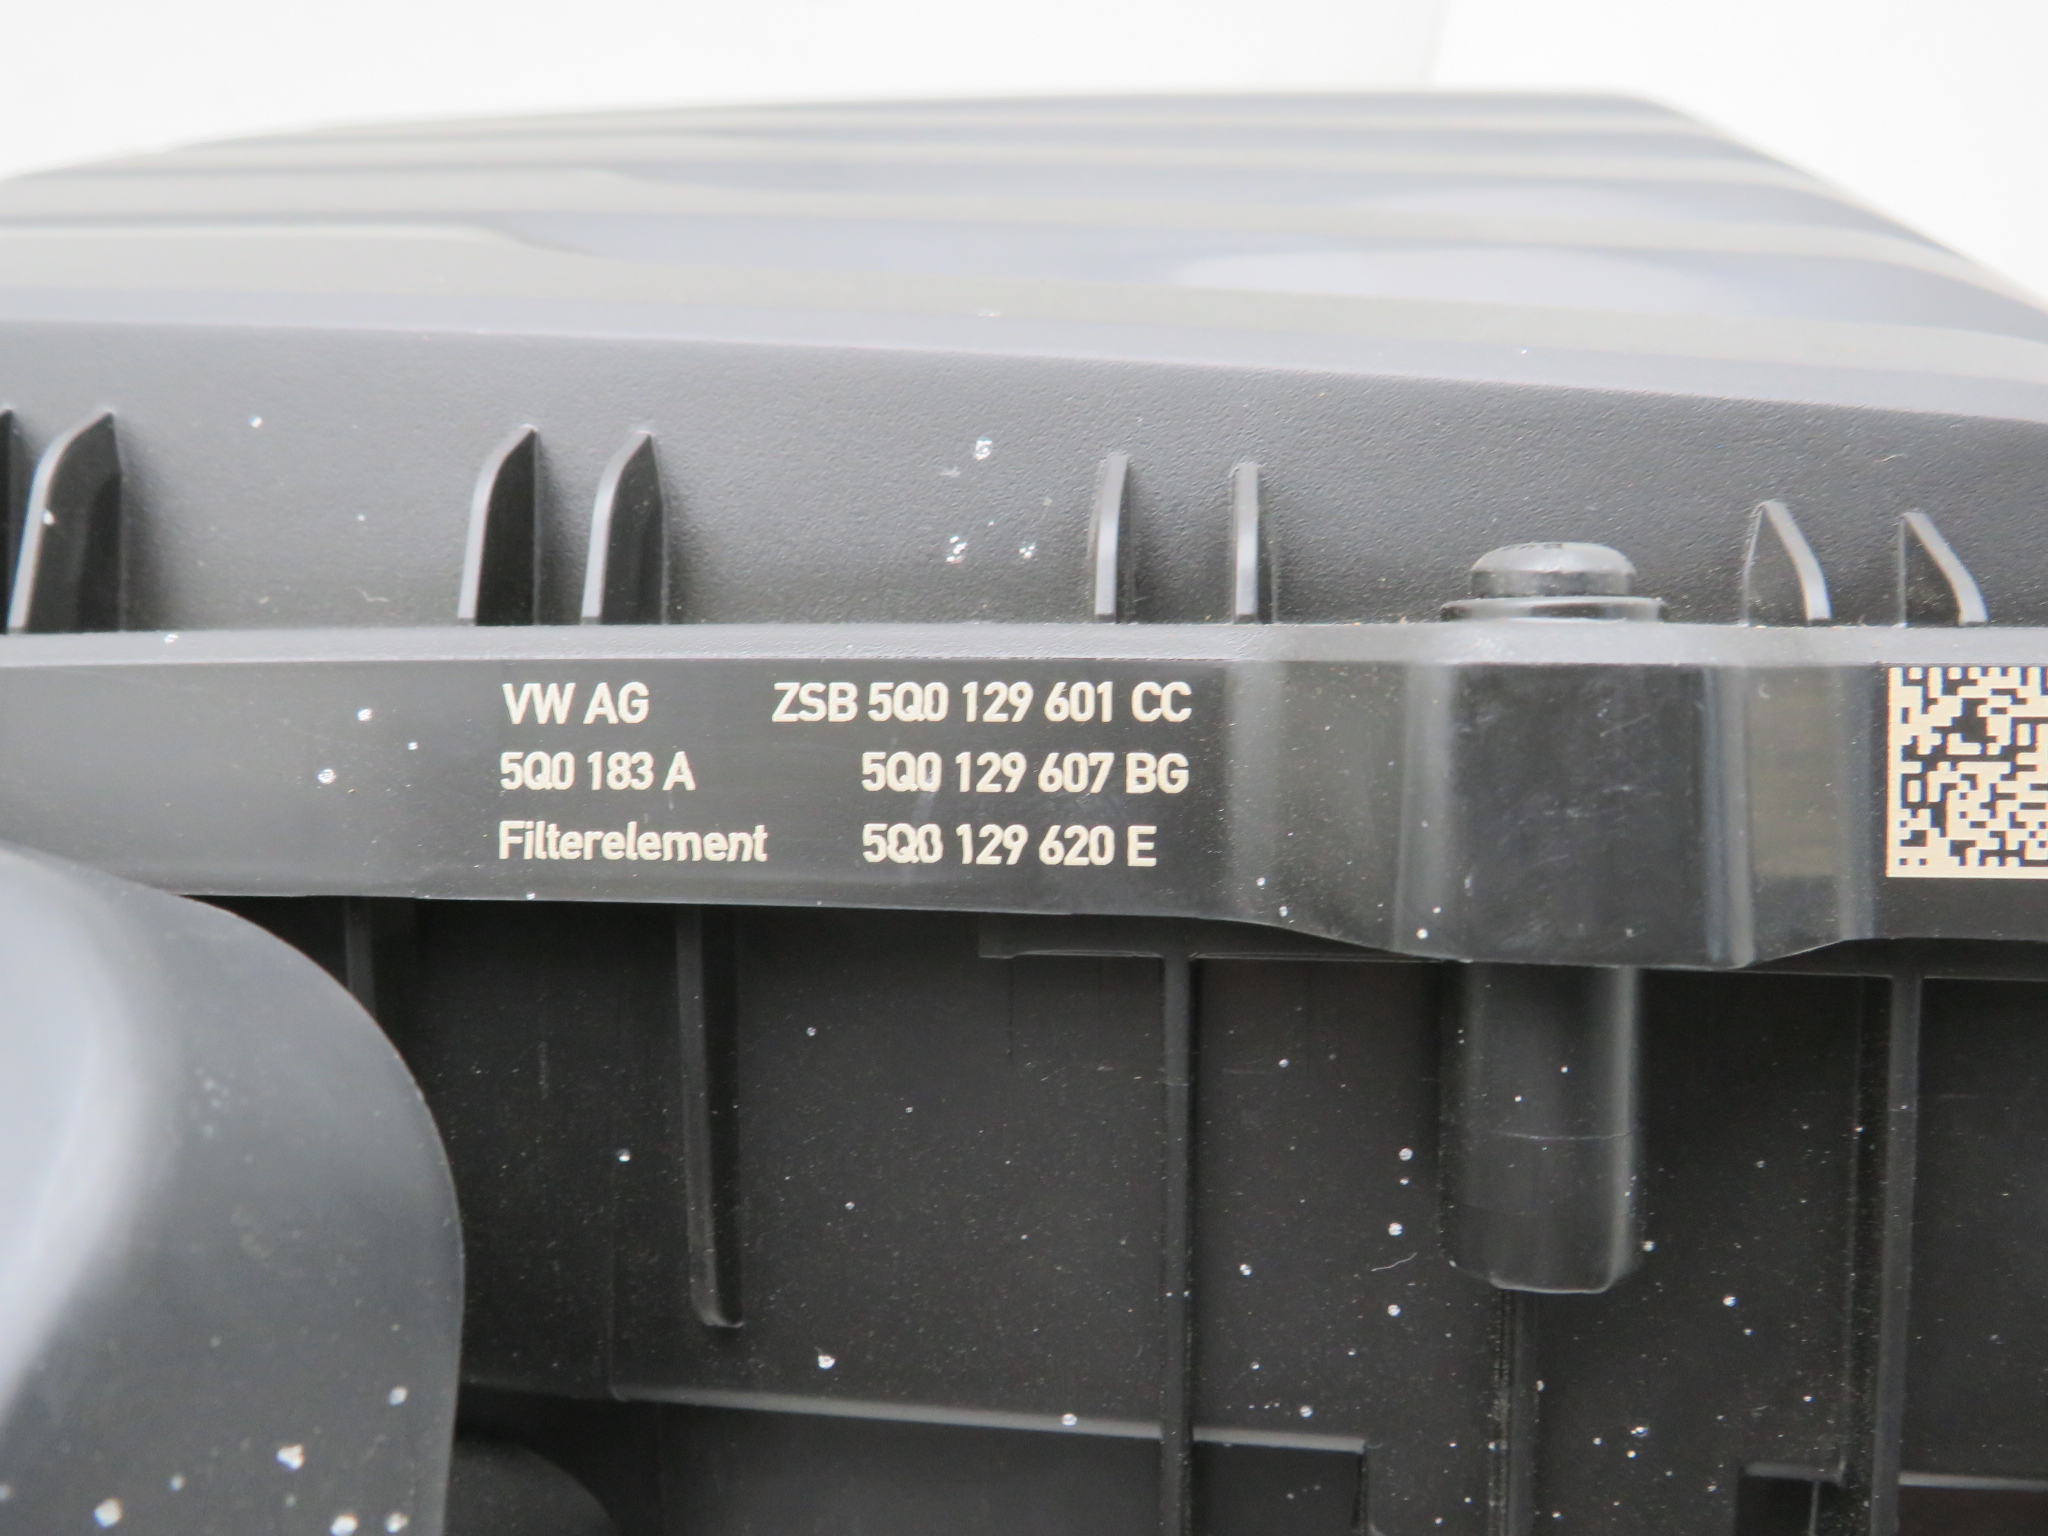 VW AG ZSB 5Q0 129 601 CC
5Q0 183 A 5Q0 129 607 BG
Filterelement 5Q0 129 620 E